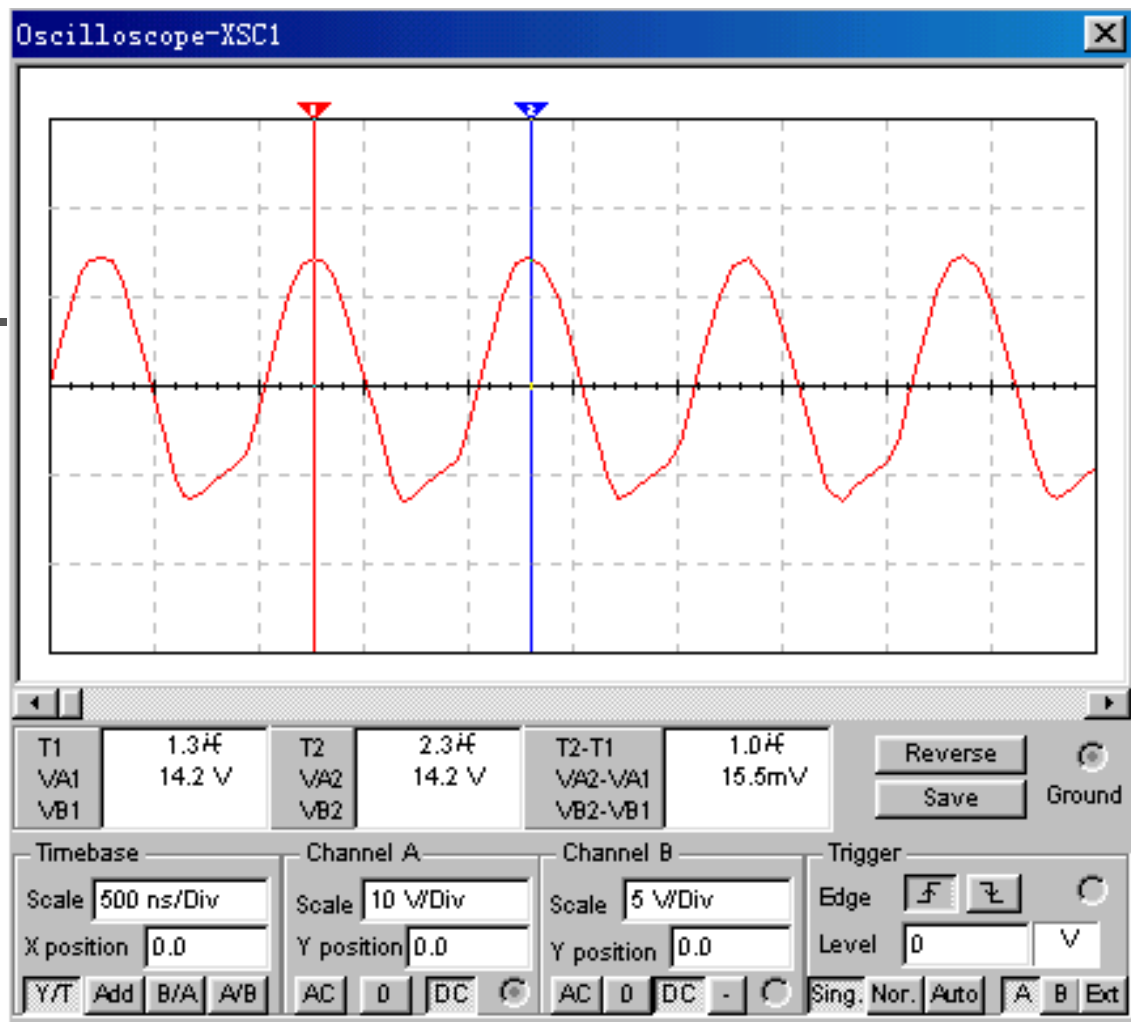 Oscilloscope-XSC1
1 2
T1 1.3 T2 2.3 T2-T1 1.0 Reverse
VA1 14.2 V VA2 14.2 V VA2-VA1 15.5mV
VB1 VB2 VB2-VB1 Save Ground
Timebase Channel A Channel B Trigger
Scale 500 ns/Div Scale 10 V/Div Scale 5 V/Div Edge
X position 0.0 Y position 0.0 Y position 0.0 Level 0 V
Y/T Add B/A A/B AC 0 DC AC 0 DC - Sing. Nor. Auto A B Ext